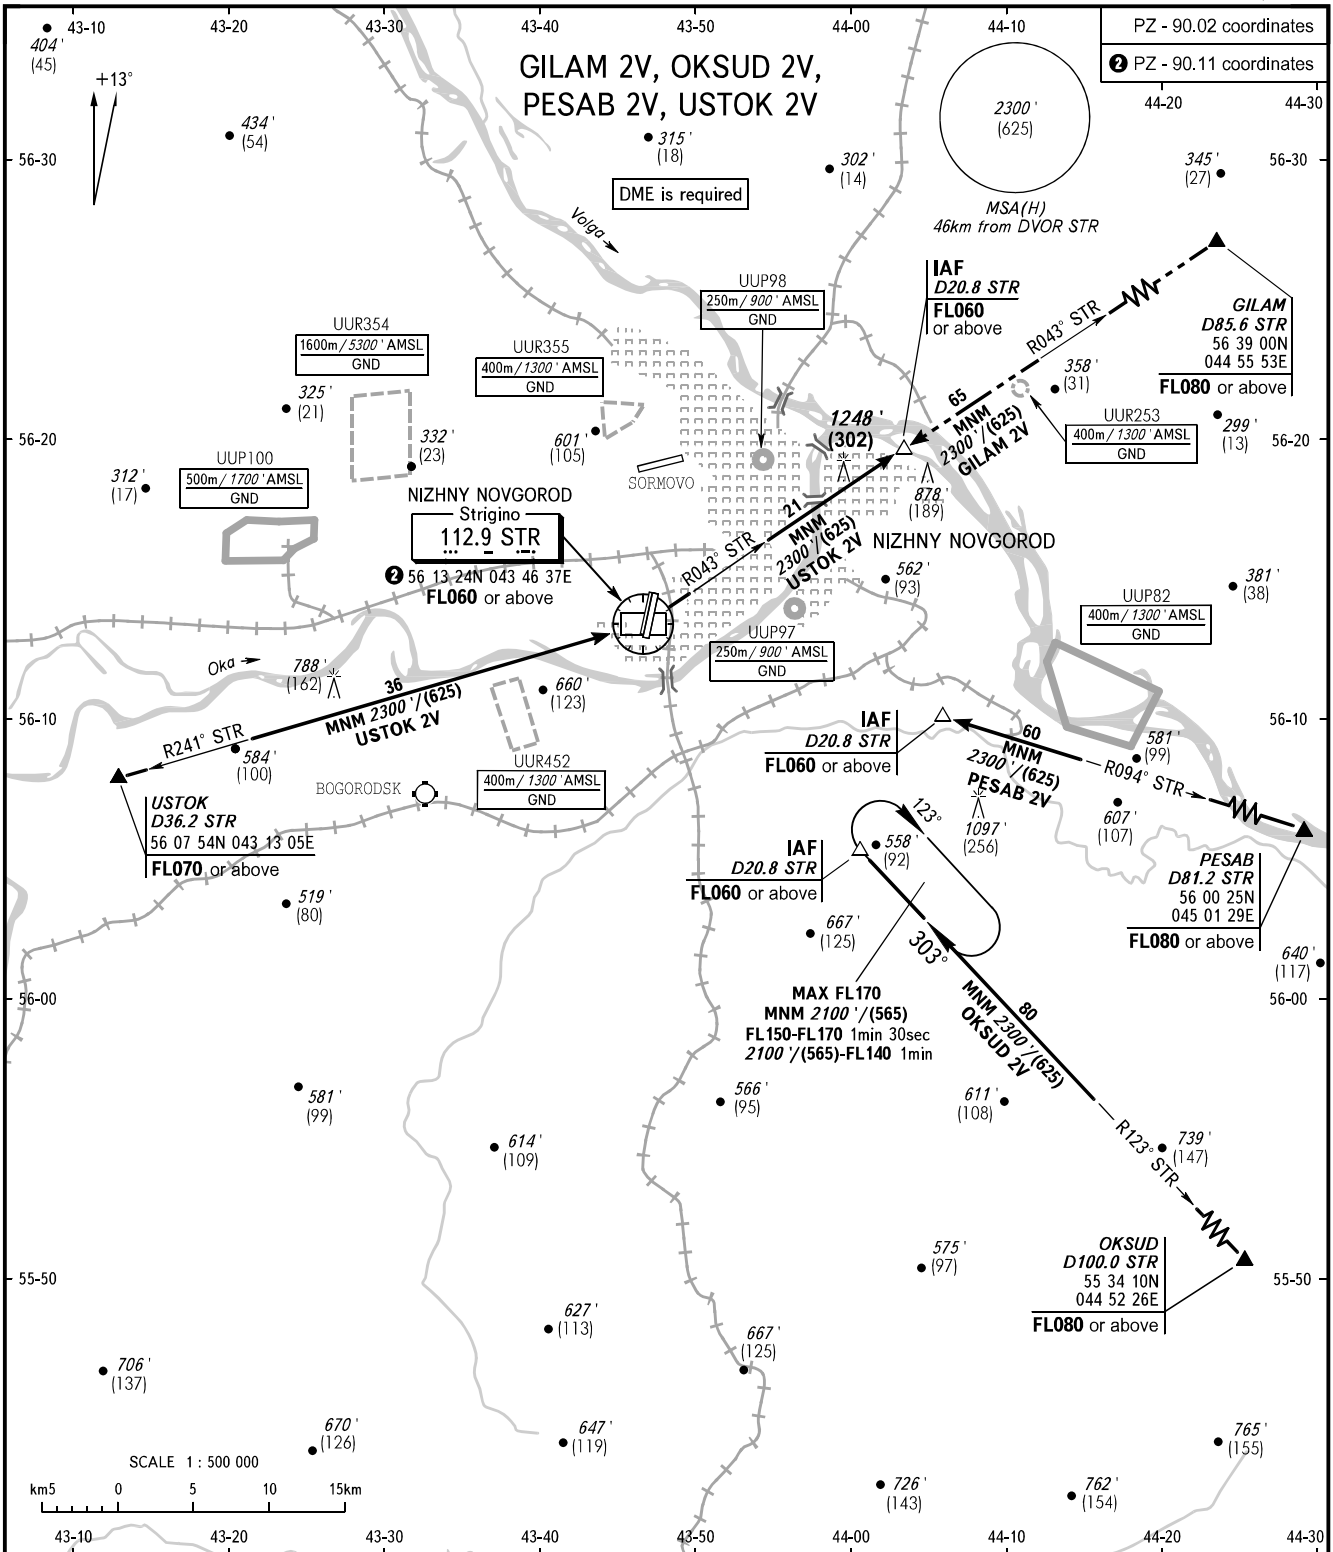 43-10
43-20
43-30
43-40
43-50
44-00
44-10
PZ - 90.02 coordinates
❷ PZ - 90.11 coordinates
44-20
44-30
404'
(45)
+13°
GILAM 2V, OKSUD 2V,
PESAB 2V, USTOK 2V
2300'
(625)
434'
(54)
315'
(18)
302'
(14)
345'
(27)
56-30
56-30
DME is required
MSA(H)
46km from DVOR STR
Volga
IAF
D20.8 STR
FL060
or above
UUP98
250m/900' AMSL
GND
R043° STR
GILAM
D85.6 STR
56 39 00N
044 55 53E
FL080 or above
UUR354
1600m/5300' AMSL
GND
UUR355
400m/1300' AMSL
GND
325'
(21)
358'
(31)
65
MNM
2300'/(625)
GILAM 2V
UUR253
400m/1300' AMSL
GND
299'
(13)
1248'
(302)
56-20
56-20
332'
(23)
601'
(105)
UUP100
500m/1700' AMSL
GND
312'
(17)
SORMOVO
878'
(189)
NIZHNY NOVGOROD
Strigino
112.9 STR
❷ 56 13 24N 043 46 37E
FL060 or above
21
MNM
2300'/(625)
USTOK 2V
R043° STR
NIZHNY NOVGOROD
562'
(93)
381'
(38)
UUP82
400m/1300' AMSL
GND
UUP97
250m/900' AMSL
GND
Oka
788'
(162)
36
MNM 2300'/(625)
USTOK 2V
660'
(123)
R241° STR
584'
(100)
56-10
56-10
IAF
D20.8 STR
FL060 or above
60
MNM
2300'/(625)
PESAB 2V
R094° STR
581'
(99)
UUR452
400m/1300' AMSL
GND
BOGORODSK
USTOK
D36.2 STR
56 07 54N 043 13 05E
FL070 or above
123°
1097'
(256)
607'
(107)
IAF
D20.8 STR
FL060 or above
558'
(92)
PESAB
D81.2 STR
56 00 25N
045 01 29E
FL080 or above
519'
(80)
667'
(125)
303°
640'
(117)
56-00
56-00
MAX FL170
MNM 2100'/(565)
FL150-FL170 1min 30sec
2100'/(565)-FL140 1min
80
MNM 2300'/(625)
OKSUD 2V
581'
(99)
566'
(95)
611'
(108)
614'
(109)
R123° STR
739'
(147)
575'
(97)
OKSUD
D100.0 STR
55 34 10N
044 52 26E
FL080 or above
55-50
55-50
627'
(113)
667'
(125)
706'
(137)
670'
(126)
647'
(119)
765'
(155)
726'
(143)
762'
(154)
SCALE 1 : 500 000
km5 0 5 10 15km
43-10
43-20
43-30
43-40
43-50
44-00
44-10
44-20
44-30